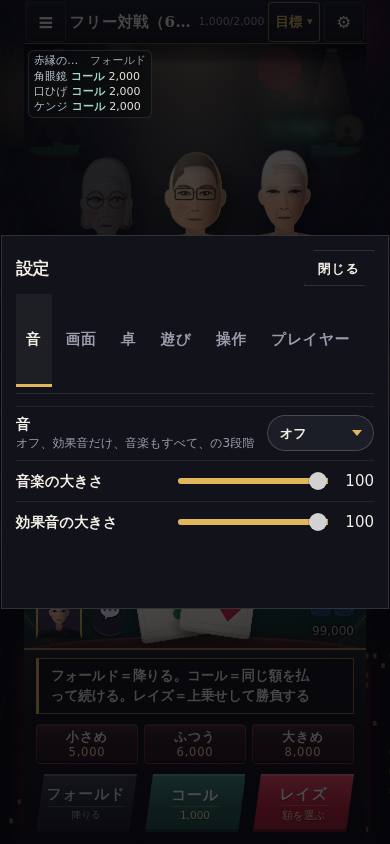 フリー対戦（6… 1,000/2,000 目標 ▼
赤縁の… フォールド
角眼鏡 コール 2,000
口ひげ コール 2,000
ケンジ コール 2,000
設定 閉じる
音 画面 卓 遊び 操作 プレイヤー
音
オフ、効果音だけ、音楽もすべて、の3段階 オフ
音楽の大きさ 100
効果音の大きさ 100
99,000
フォールド＝降りる。コール＝同じ額を払
って続ける。レイズ＝上乗せして勝負する
小さめ ふつう 大きめ
5,000 6,000 8,000
フォールド コール レイズ
降りる 1,000 額を選ぶ